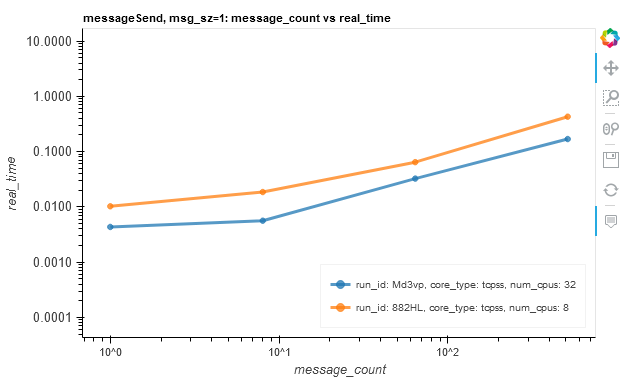 messageSend, msg_sz=1: message_count vs real_time
10.0000
1.0000
0.1000
0.0100
0.0010
0.0001
real_time
run_id: Md3vp, core_type: tcpss, num_cpus: 32
run_id: 882HL, core_type: tcpss, num_cpus: 8
10^0
10^1
10^2
message_count